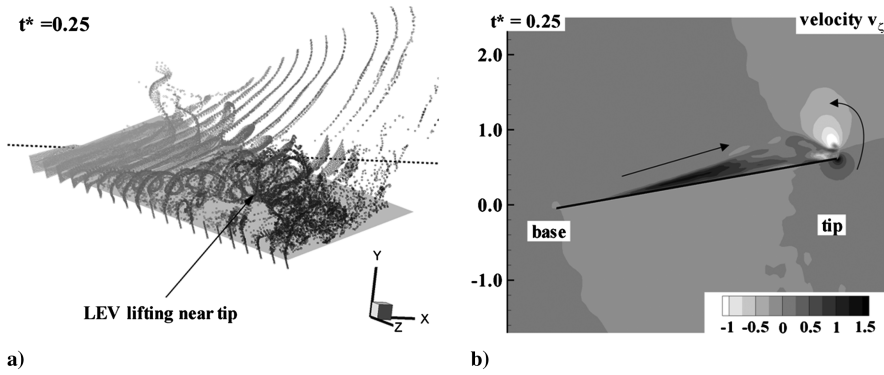 t* =0.25
LEV lifting near tip
Y
X
Z
a)
t* = 0.25
velocity vζ
2.0
1.0
0.0
-1.0
base
tip
-1 -0.5 0 0.5 1 1.5
b)